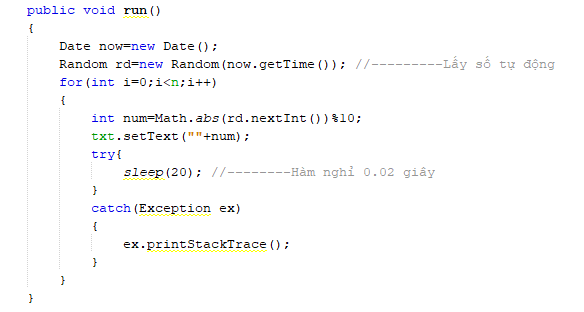 public void run()
{
Date now=new Date();
Random rd=new Random(now.getTime()); //---------Lấy số tự động
for(int i=0;i<n;i++)
{
int num=Math.abs(rd.nextInt())%10;
txt.setText(""+num);
try{
sleep(20); //--------Hàm nghỉ 0.02 giây
}
catch(Exception ex)
{
ex.printStackTrace();
}
}
}